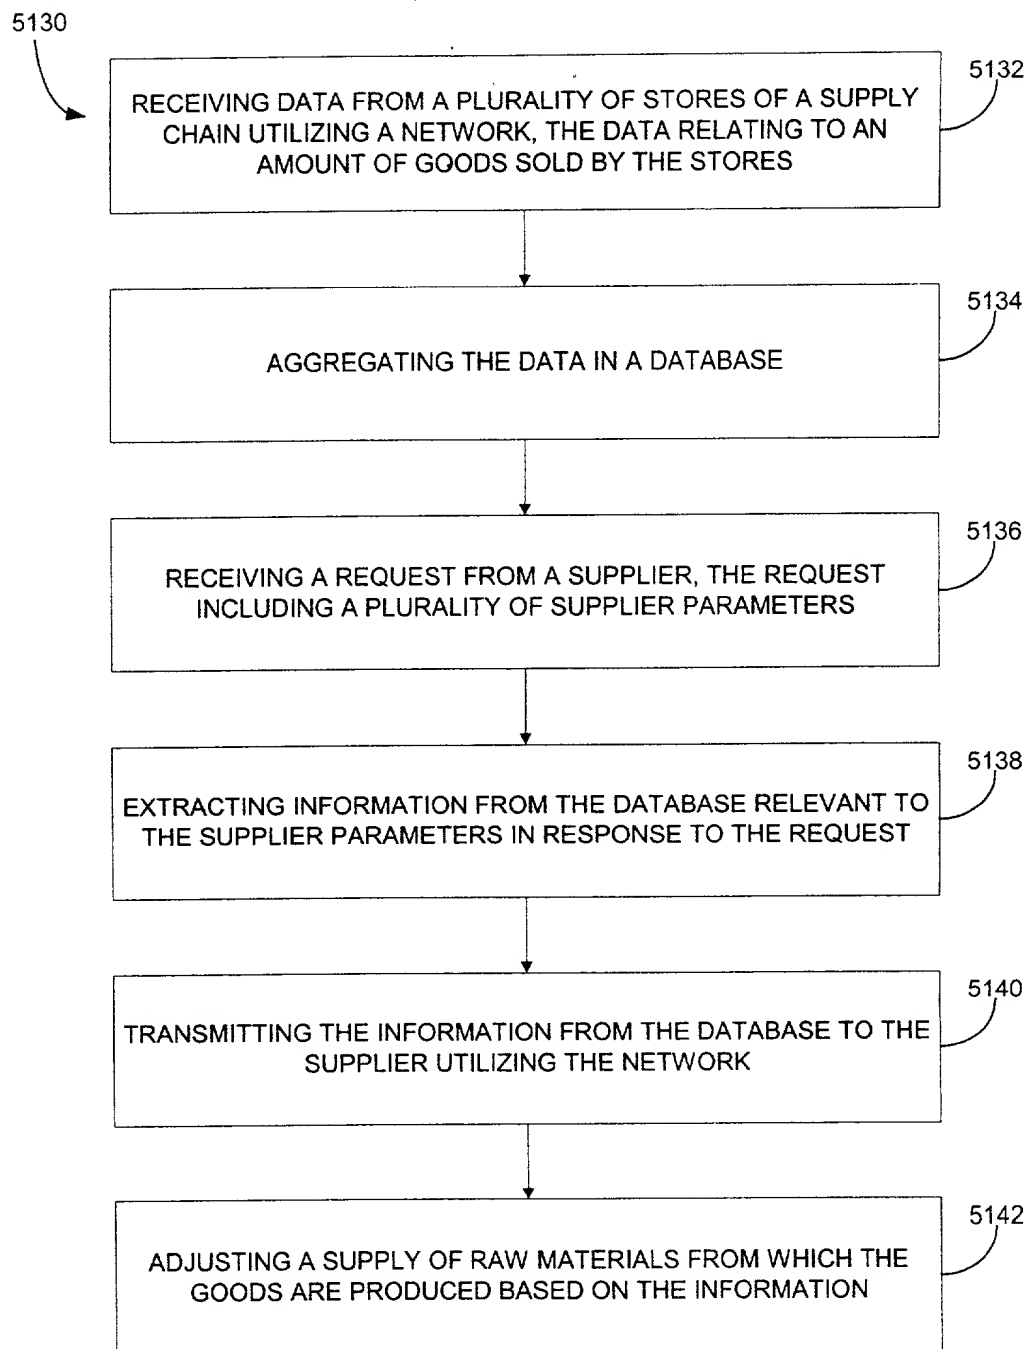 5130
5132
RECEIVING DATA FROM A PLURALITY OF STORES OF A SUPPLY
CHAIN UTILIZING A NETWORK, THE DATA RELATING TO AN
AMOUNT OF GOODS SOLD BY THE STORES
5134
AGGREGATING THE DATA IN A DATABASE
5136
RECEIVING A REQUEST FROM A SUPPLIER, THE REQUEST
INCLUDING A PLURALITY OF SUPPLIER PARAMETERS
5138
EXTRACTING INFORMATION FROM THE DATABASE RELEVANT TO
THE SUPPLIER PARAMETERS IN RESPONSE TO THE REQUEST
5140
TRANSMITTING THE INFORMATION FROM THE DATABASE TO THE
SUPPLIER UTILIZING THE NETWORK
5142
ADJUSTING A SUPPLY OF RAW MATERIALS FROM WHICH THE
GOODS ARE PRODUCED BASED ON THE INFORMATION